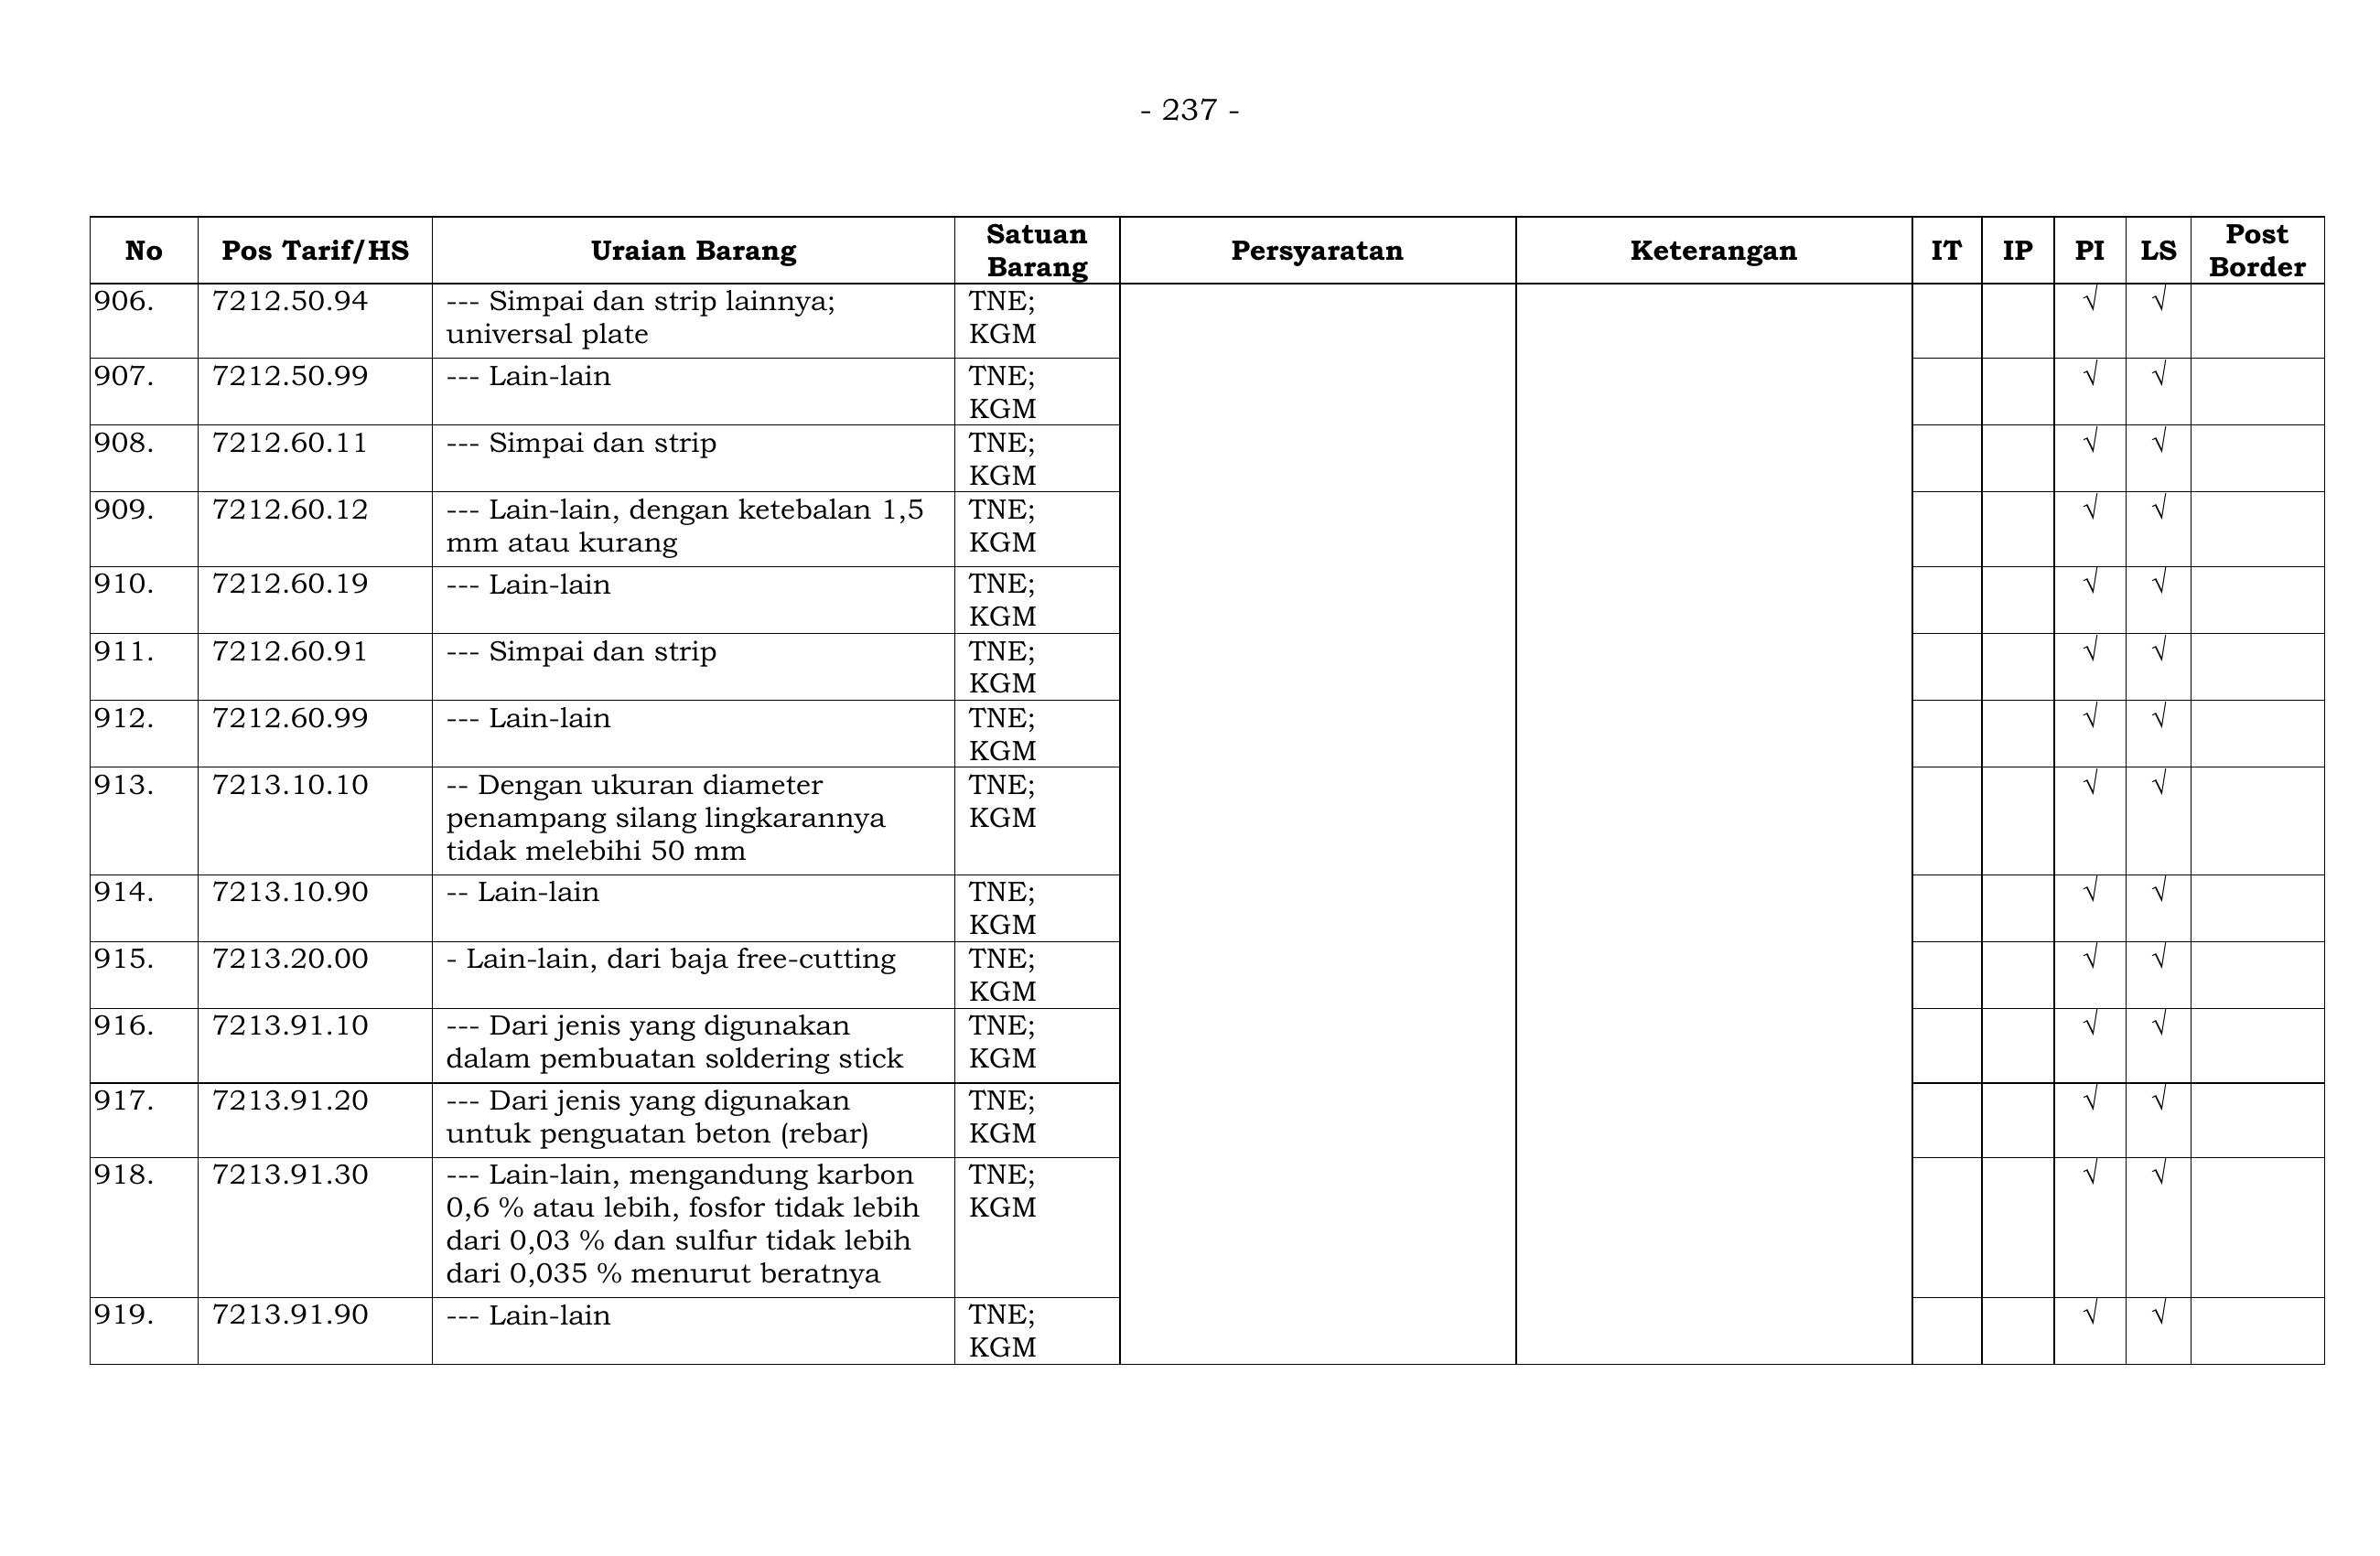 - 237 -
No Pos Tarif/HS Uraian Barang Satuan Barang Persyaratan Keterangan IT IP PI LS Post Border
906. 7212.50.94 --- Simpai dan strip lainnya; TNE; √ √
universal plate KGM
907. 7212.50.99 --- Lain-lain TNE; √ √
KGM
908. 7212.60.11 --- Simpai dan strip TNE; √ √
KGM
909. 7212.60.12 --- Lain-lain, dengan ketebalan 1,5 TNE; √ √
mm atau kurang KGM
910. 7212.60.19 --- Lain-lain TNE; √ √
KGM
911. 7212.60.91 --- Simpai dan strip TNE; √ √
KGM
912. 7212.60.99 --- Lain-lain TNE; √ √
KGM
913. 7213.10.10 -- Dengan ukuran diameter TNE; √ √
penampang silang lingkarannya KGM
tidak melebihi 50 mm
914. 7213.10.90 -- Lain-lain TNE; √ √
KGM
915. 7213.20.00 - Lain-lain, dari baja free-cutting TNE; √ √
KGM
916. 7213.91.10 --- Dari jenis yang digunakan TNE; √ √
dalam pembuatan soldering stick KGM
917. 7213.91.20 --- Dari jenis yang digunakan TNE; √ √
untuk penguatan beton (rebar) KGM
918. 7213.91.30 --- Lain-lain, mengandung karbon TNE; √ √
0,6 % atau lebih, fosfor tidak lebih KGM
dari 0,03 % dan sulfur tidak lebih
dari 0,035 % menurut beratnya
919. 7213.91.90 --- Lain-lain TNE; √ √
KGM